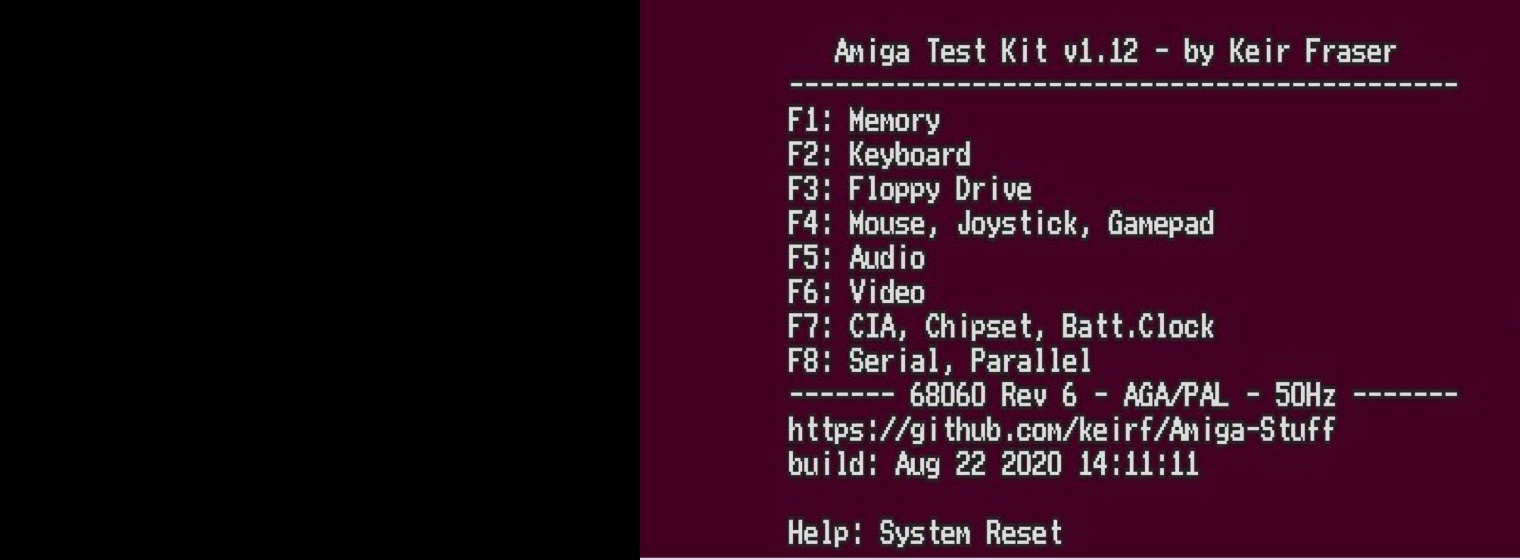 Amiga Test Kit v1.12 - by Keir Fraser
--------------------------------------------
F1: Memory
F2: Keyboard
F3: Floppy Drive
F4: Mouse, Joystick, Gamepad
F5: Audio
F6: Video
F7: CIA, Chipset, Batt.Clock
F8: Serial, Parallel
------- 68060 Rev 6 - AGA/PAL - 50Hz -------
https://github.com/keirf/Amiga-Stuff
build: Aug 22 2020 14:11:11
Help: System Reset